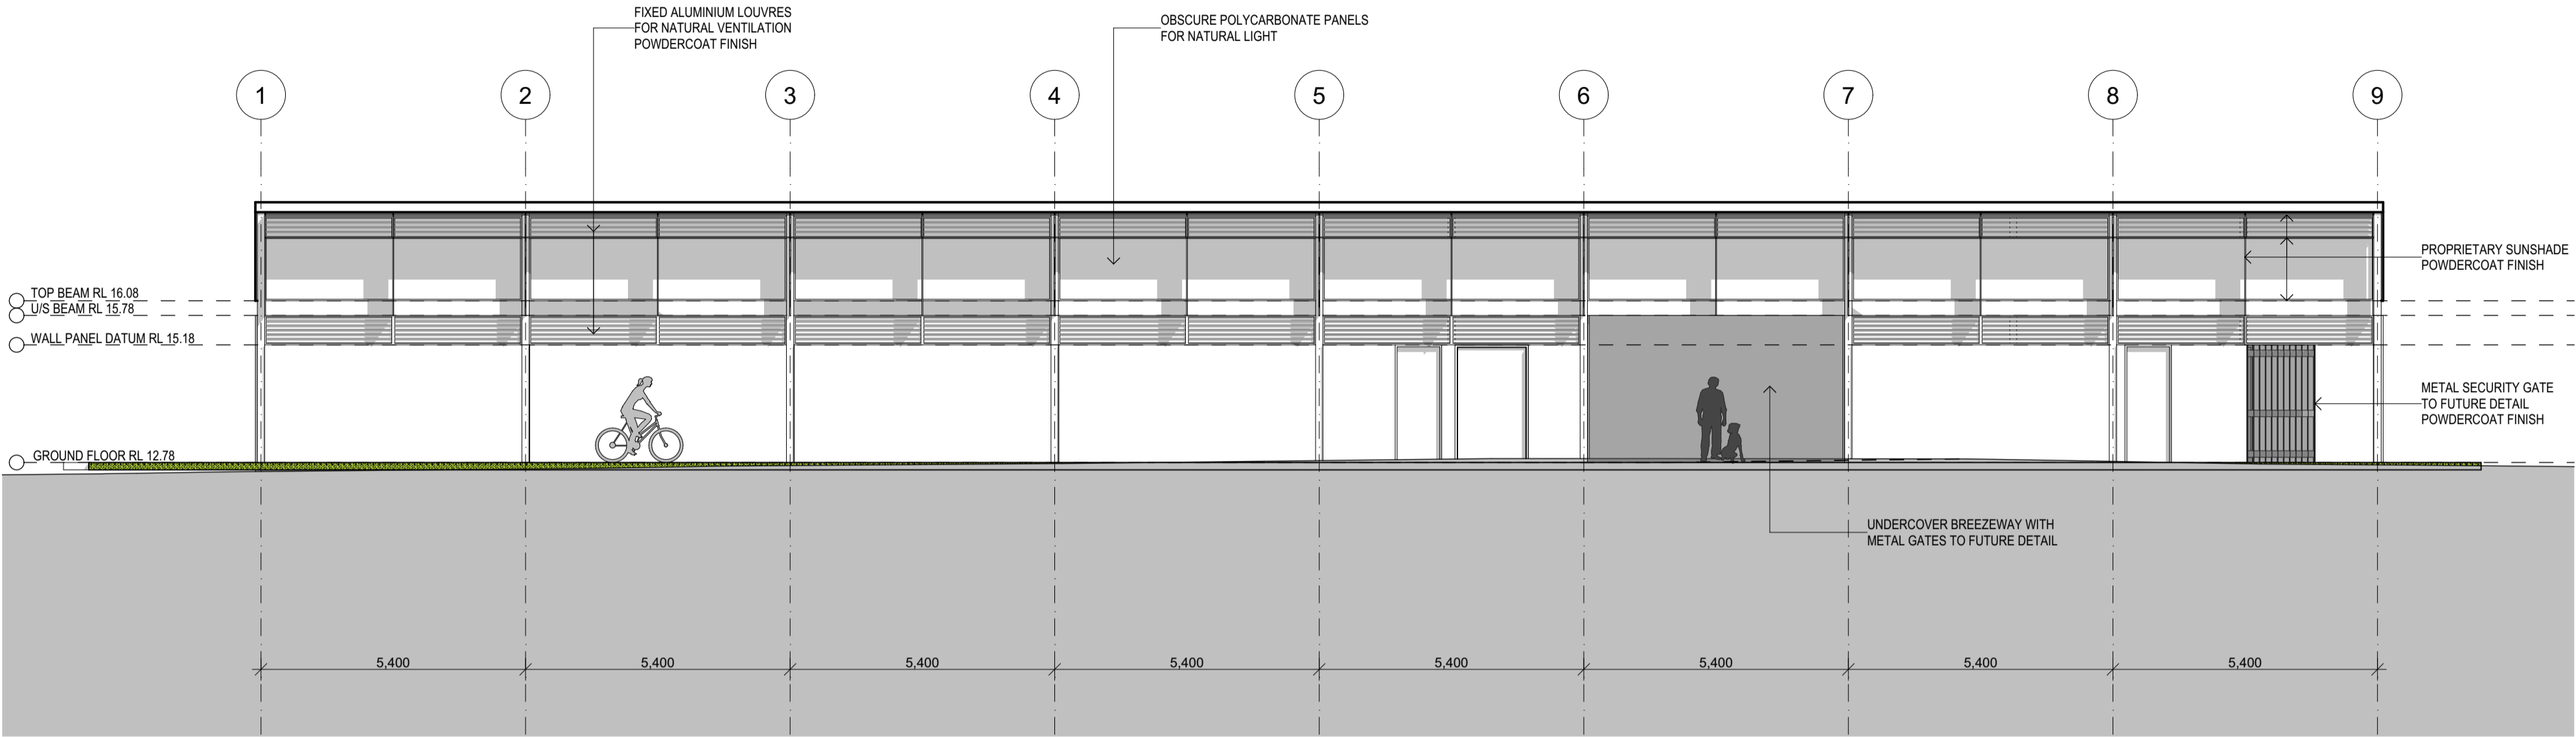 FIXED ALUMINIUM LOUVRES
FOR NATURAL VENTILATION
POWDERCOAT FINISH
OBSCURE POLYCARBONATE PANELS
FOR NATURAL LIGHT
1
2
3
4
5
6
7
8
9
PROPRIETARY SUNSHADE
POWDERCOAT FINISH
TOP BEAM RL 16.08
U/S BEAM RL 15.78
WALL PANEL DATUM RL 15.18
METAL SECURITY GATE
TO FUTURE DETAIL
POWDERCOAT FINISH
GROUND FLOOR RL 12.78
UNDERCOVER BREEZEWAY WITH
METAL GATES TO FUTURE DETAIL
5,400
5,400
5,400
5,400
5,400
5,400
5,400
5,400